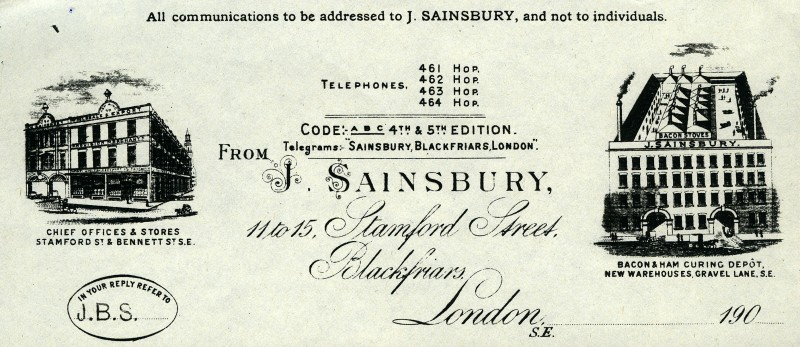 All communications to be addressed to J. SAINSBURY, and not to individuals.
TELEPHONES.
461 HOP.
462 HOP.
463 HOP.
464 HOP.
CODE:- A B C 4TH & 5TH EDITION.
Telegrams:- "SAINSBURY, BLACKFRIARS, LONDON".
FROM J. SAINSBURY,
11 to 15, Stamford Street,
Blackfriars,
London,
S.E.
190
CHIEF OFFICES & STORES
STAMFORD ST & BENNETT ST S.E.
IN YOUR REPLY REFER TO
J.B.S.
BACON STOVES
J. SAINSBURY.
BACON & HAM CURING DEPÔT,
NEW WAREHOUSES, GRAVEL LANE, S.E.